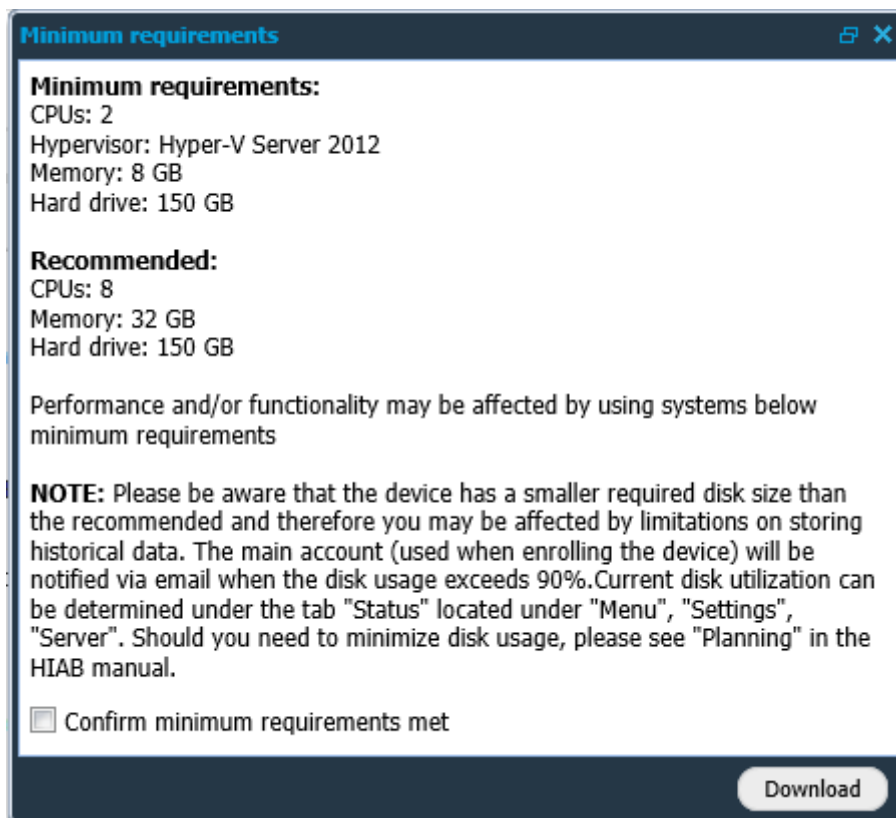 Minimum requirements
Minimum requirements:
CPUs: 2
Hypervisor: Hyper-V Server 2012
Memory: 8 GB
Hard drive: 150 GB
Recommended:
CPUs: 8
Memory: 32 GB
Hard drive: 150 GB
Performance and/or functionality may be affected by using systems below
minimum requirements
NOTE: Please be aware that the device has a smaller required disk size than
the recommended and therefore you may be affected by limitations on storing
historical data. The main account (used when enrolling the device) will be
notified via email when the disk usage exceeds 90%.Current disk utilization can
be determined under the tab "Status" located under "Menu", "Settings",
"Server". Should you need to minimize disk usage, please see "Planning" in the
HIAB manual.
Confirm minimum requirements met
Download